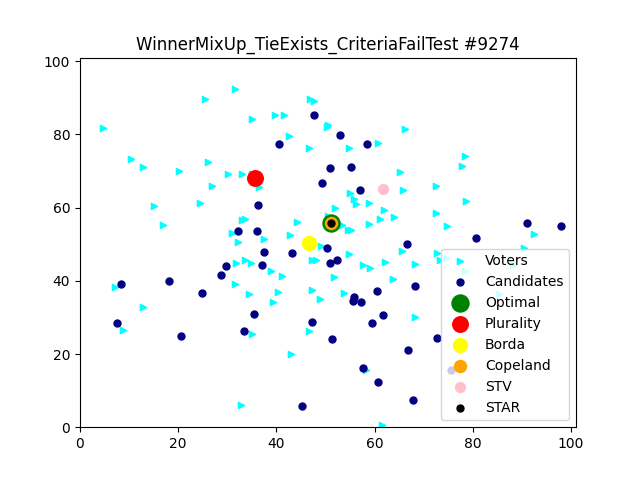 WinnerMixUp_TieExists_CriteriaFailTest #9274
100
80
60
40
20
0
0 20 40 60 80 100
Voters
Candidates
Optimal
Plurality
Borda
Copeland
STV
STAR